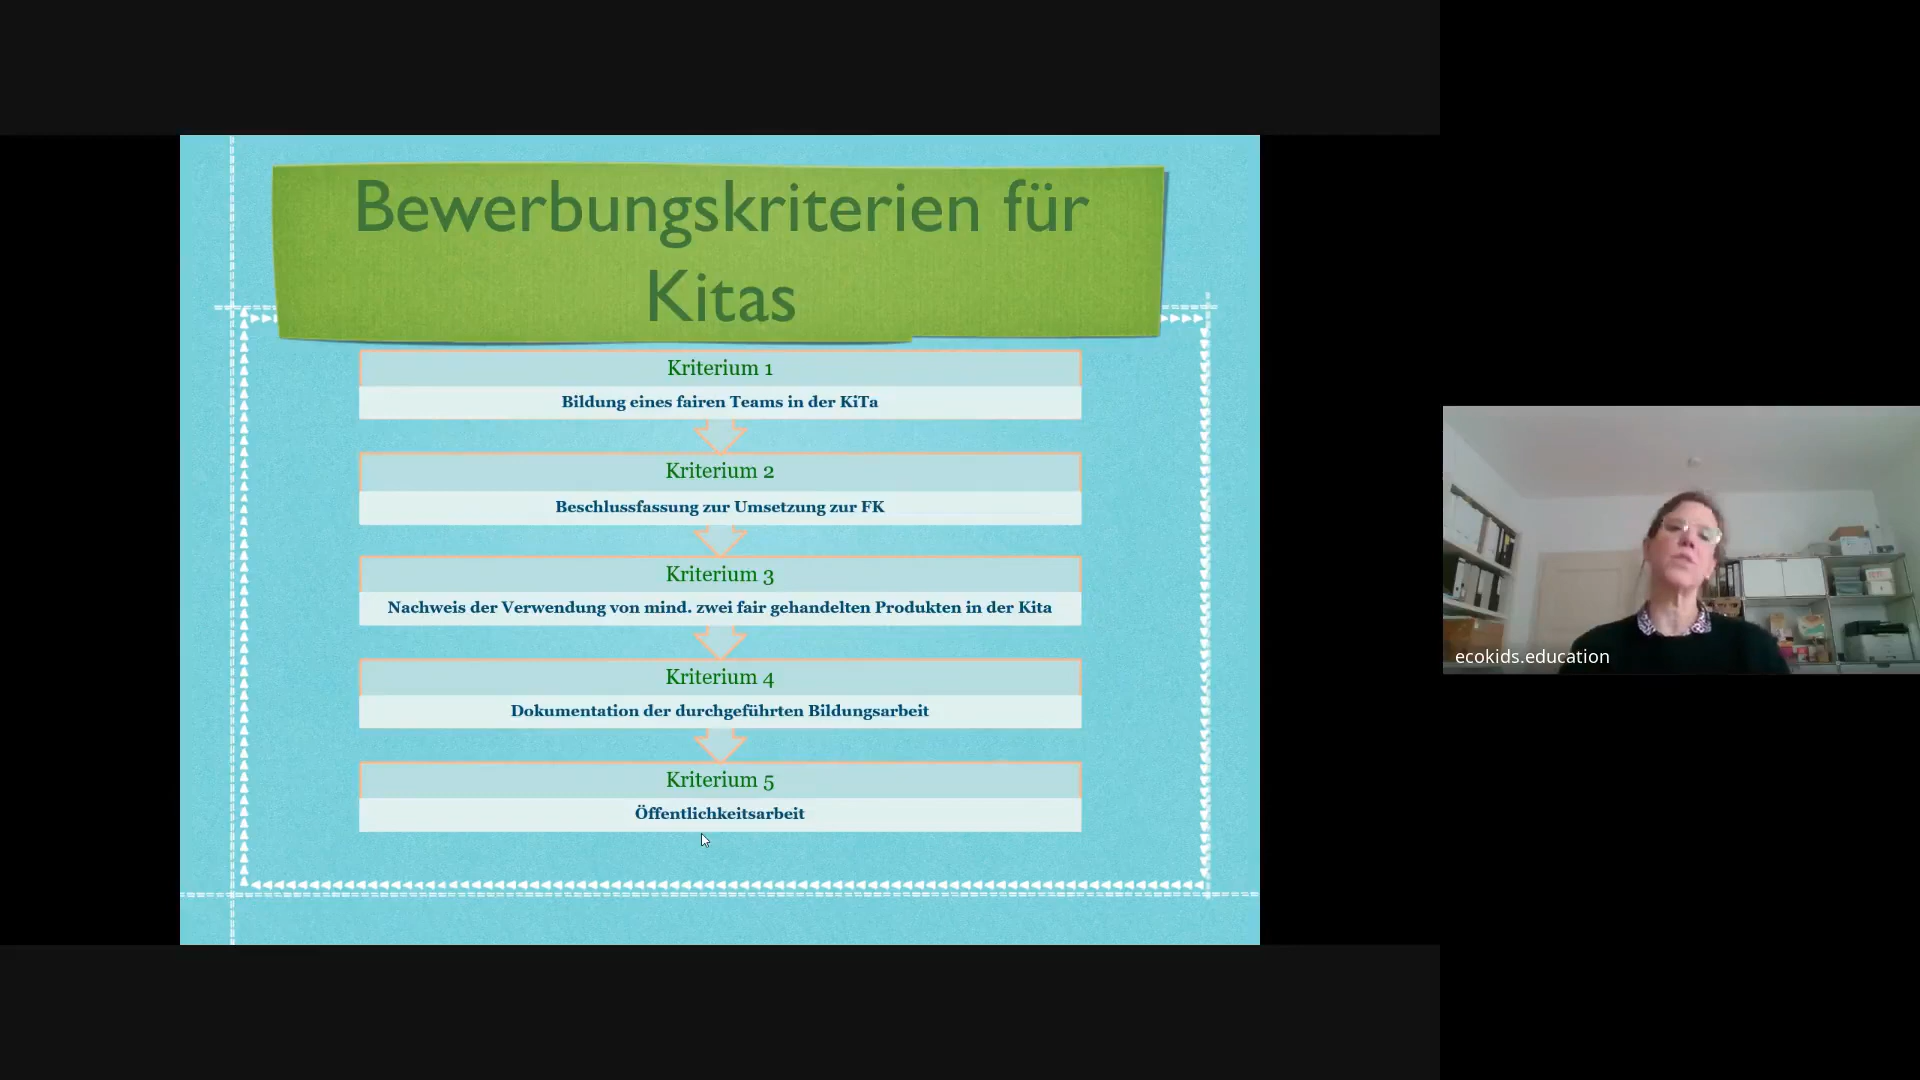 Bewerbungskriterien für
Kitas
Kriterium 1
Bildung eines fairen Teams in der KiTa
Kriterium 2
Beschlussfassung zur Umsetzung zur FK
Kriterium 3
Nachweis der Verwendung von mind. zwei fair gehandelten Produkten in der Kita
Kriterium 4
Dokumentation der durchgeführten Bildungsarbeit
Kriterium 5
Öffentlichkeitsarbeit
ecokids.education